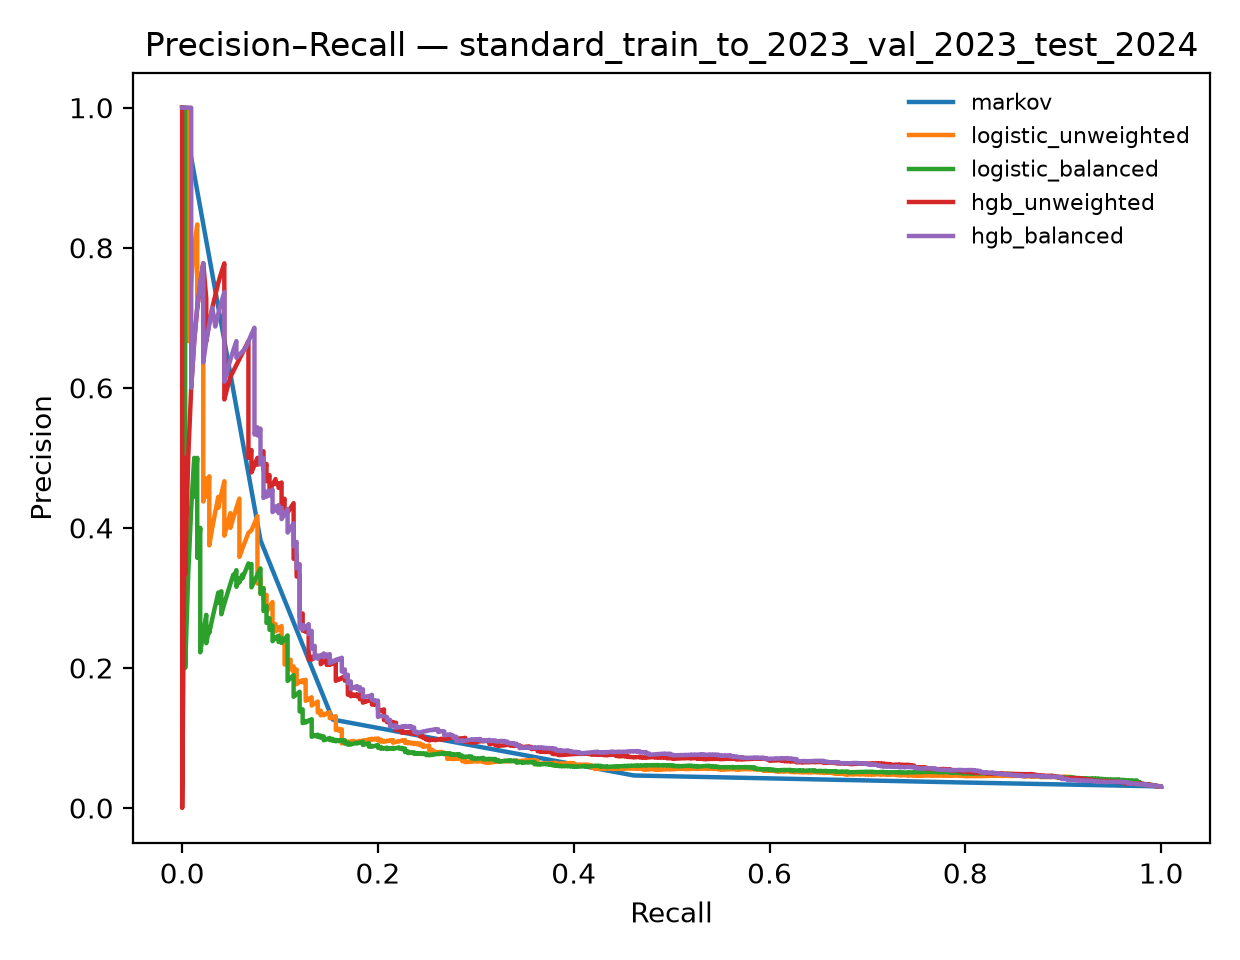 Precision–Recall — standard_train_to_2023_val_2023_test_2024
markov
logistic_unweighted
logistic_balanced
hgb_unweighted
hgb_balanced
Precision
1.0
0.8
0.6
0.4
0.2
0.0
0.0 0.2 0.4 0.6 0.8 1.0
Recall